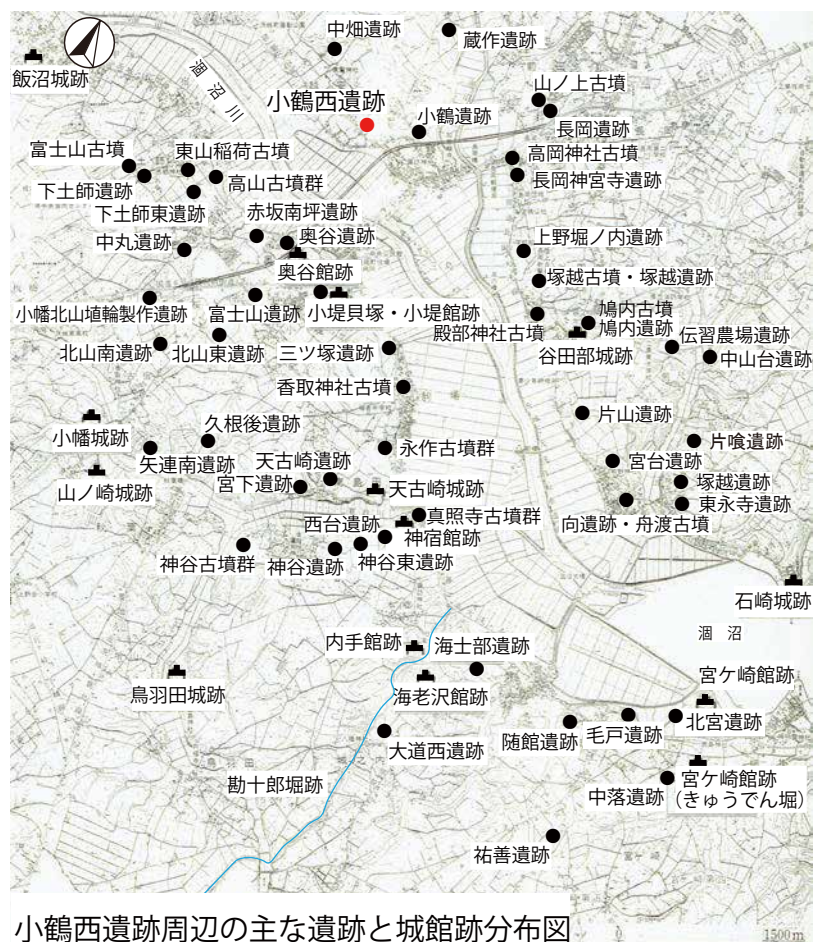 中畑遺跡
蔵作遺跡
飯沼城跡
涸沼川
小鶴西遺跡
山ノ上古墳
小鶴遺跡
長岡遺跡
富士山古墳
東山稲荷古墳
高岡神社古墳
下土師遺跡
高山古墳群
長岡神宮寺遺跡
下土師東遺跡
赤坂南坪遺跡
中丸遺跡
奥谷遺跡
上野堀ノ内遺跡
奥谷館跡
塚越古墳・塚越遺跡
小幡北山埴輪製作遺跡
富士山遺跡
小堤貝塚・小堤館跡
殿部神社古墳
鳩内古墳
鳩内遺跡
伝習農場遺跡
北山南遺跡
北山東遺跡
三ツ塚遺跡
谷田部城跡
中山台遺跡
香取神社古墳
小幡城跡
久根後遺跡
片山遺跡
片喰遺跡
矢連南遺跡
天古崎遺跡
永作古墳群
宮台遺跡
山ノ崎城跡
宮下遺跡
天古崎城跡
塚越遺跡
西台遺跡
真照寺古墳群
向遺跡・舟渡古墳
東永寺遺跡
神宿館跡
神谷古墳群
神谷遺跡
神谷東遺跡
石崎城跡
涸沼
内手館跡
海士部遺跡
宮ケ崎館跡
鳥羽田城跡
海老沢館跡
随館遺跡
毛戸遺跡
北宮遺跡
大道西遺跡
勘十郎堀跡
中落遺跡
宮ケ崎館跡
(きゅうでん堀)
祐善遺跡
小鶴西遺跡周辺の主な遺跡と城館跡分布図
0 1500m